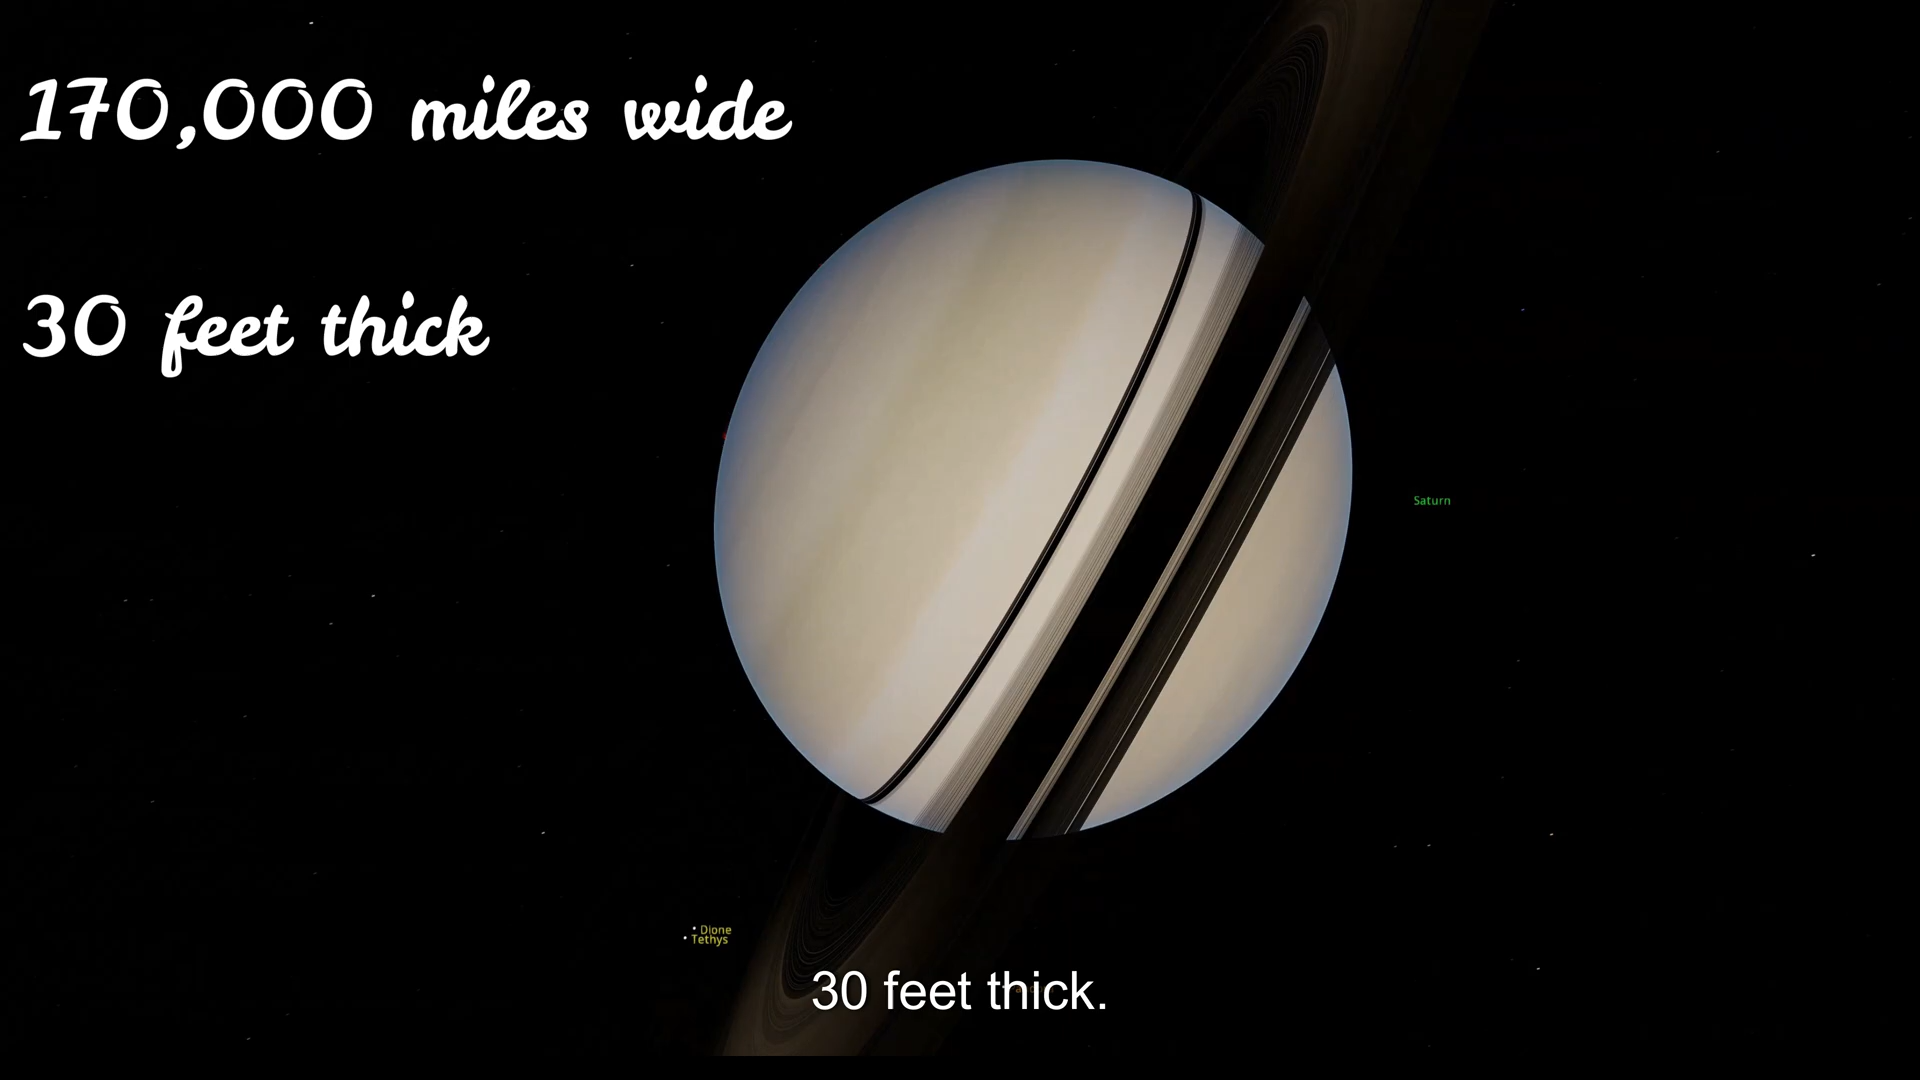 170,000 miles wide
30 feet thick
Saturn
Dione
Tethys
30 feet thick.